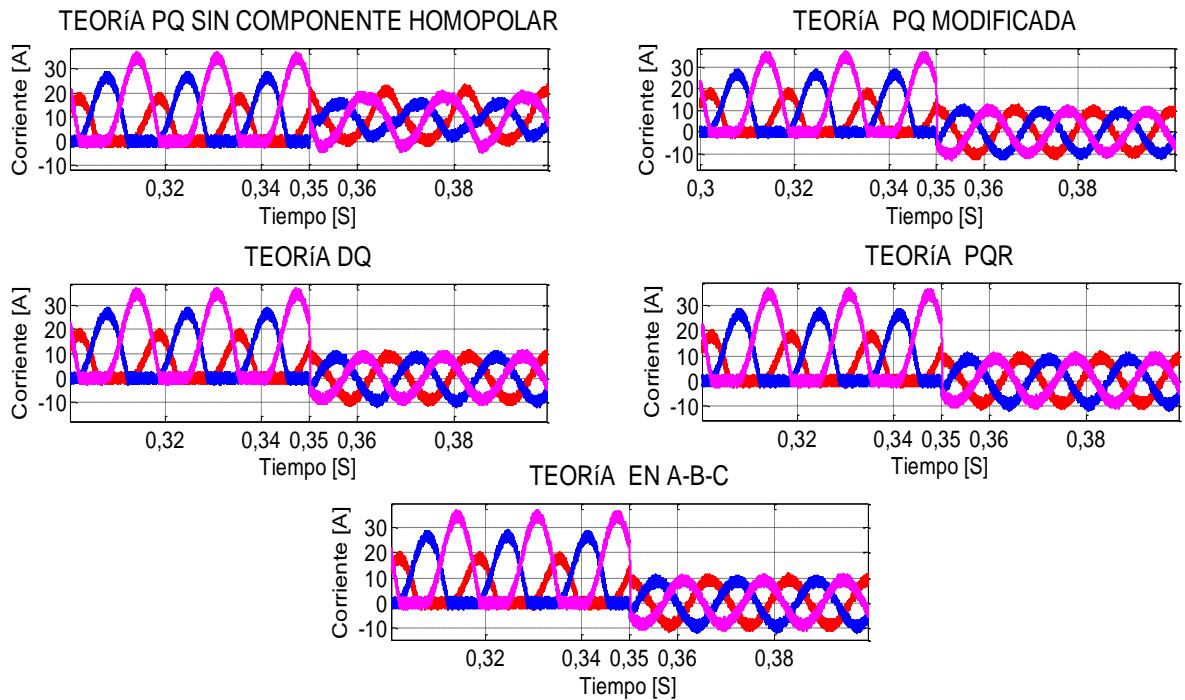 TEORíA PQ SIN COMPONENTE HOMOPOLAR
Corriente [A]
30
20
10
0
-10
0,32 0,34 0,35 0,36 0,38
Tiempo [S]
TEORíA PQ MODIFICADA
Corriente [A]
30
20
10
0
-10
0,3 0,32 0,34 0,35 0,36 0,38
Tiempo [S]
TEORíA DQ
Corriente [A]
30
20
10
0
-10
0,32 0,34 0,35 0,36 0,38
Tiempo [S]
TEORíA PQR
Corriente [A]
30
20
10
0
-10
0,32 0,34 0,35 0,36 0,38
Tiempo [S]
TEORíA EN A-B-C
Corriente [A]
30
20
10
0
-10
0,32 0,34 0,35 0,36 0,38
Tiempo [S]